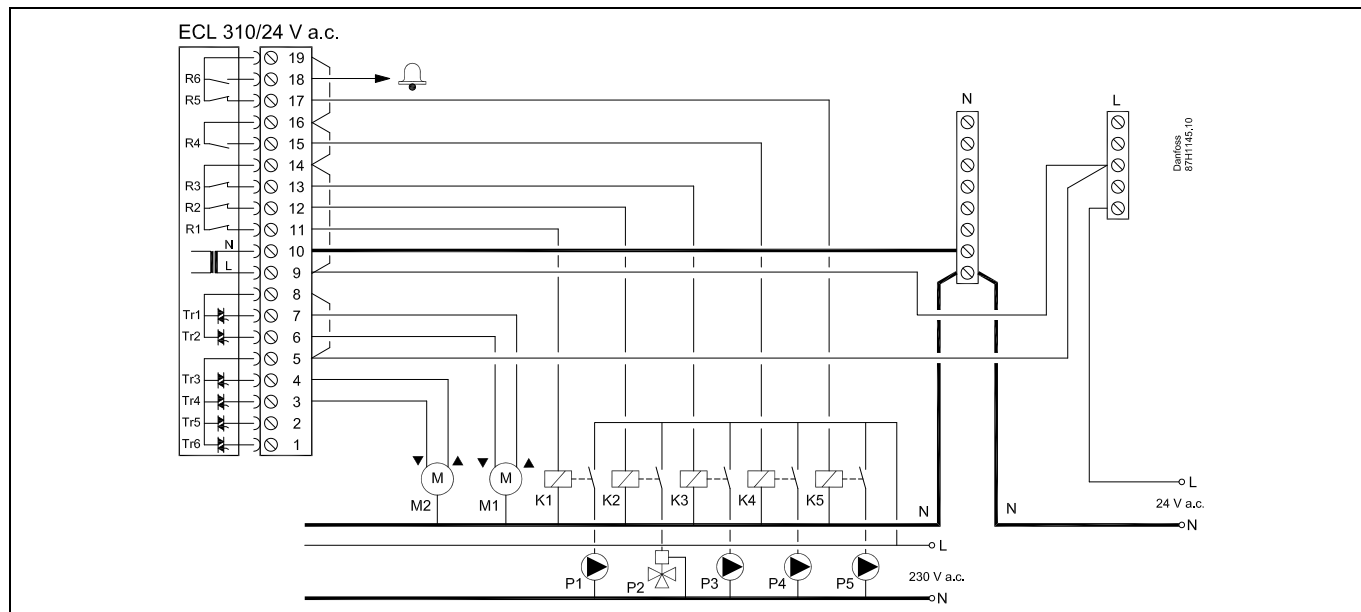 ECL 310/24 V a.c.
19
R6 18
R5 17
16
R4 15
14
R3 13
R2 12
R1 11
N 10
L 9
8
Tr1 7
Tr2 6
5
Tr3 4
Tr4 3
Tr5 2
Tr6 1
N
L
Danfoss
87H1145.10
M M
M2 M1 K1 K2 K3 K4 K5
L
24 V a.c.
N N N
L
P1 P2 P3 P4 P5
230 V a.c.
N